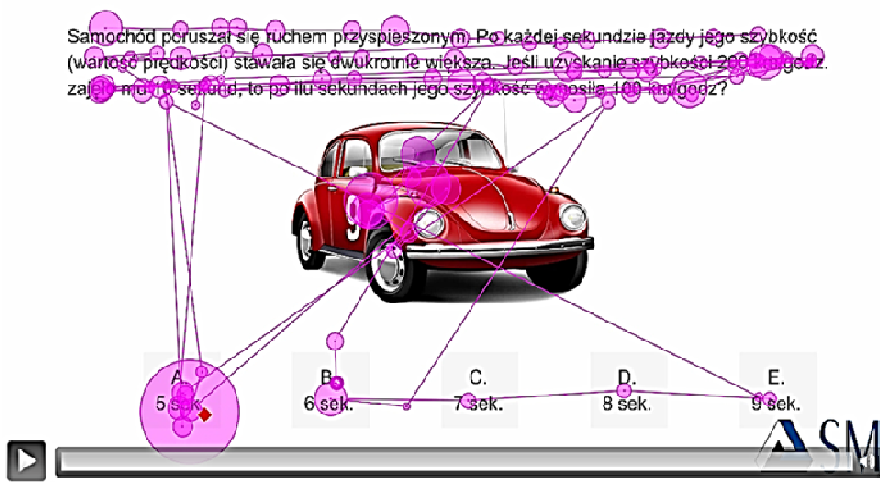 Samochód poruszał się ruchem przyspieszonym. Po każdej sekundzie jazdy jego szybkość
(wartość prędkości) stawała się dwukrotnie większa. Jeśli uzyskanie szybkości 200 km/godz.
zajęło mu 10 sekund, to po ilu sekundach jego szybkość wynosiła 100 km/godz?
9
A. B. C. D. E.
5 sek. 6 sek. 7 sek. 8 sek. 9 sek.
ASM